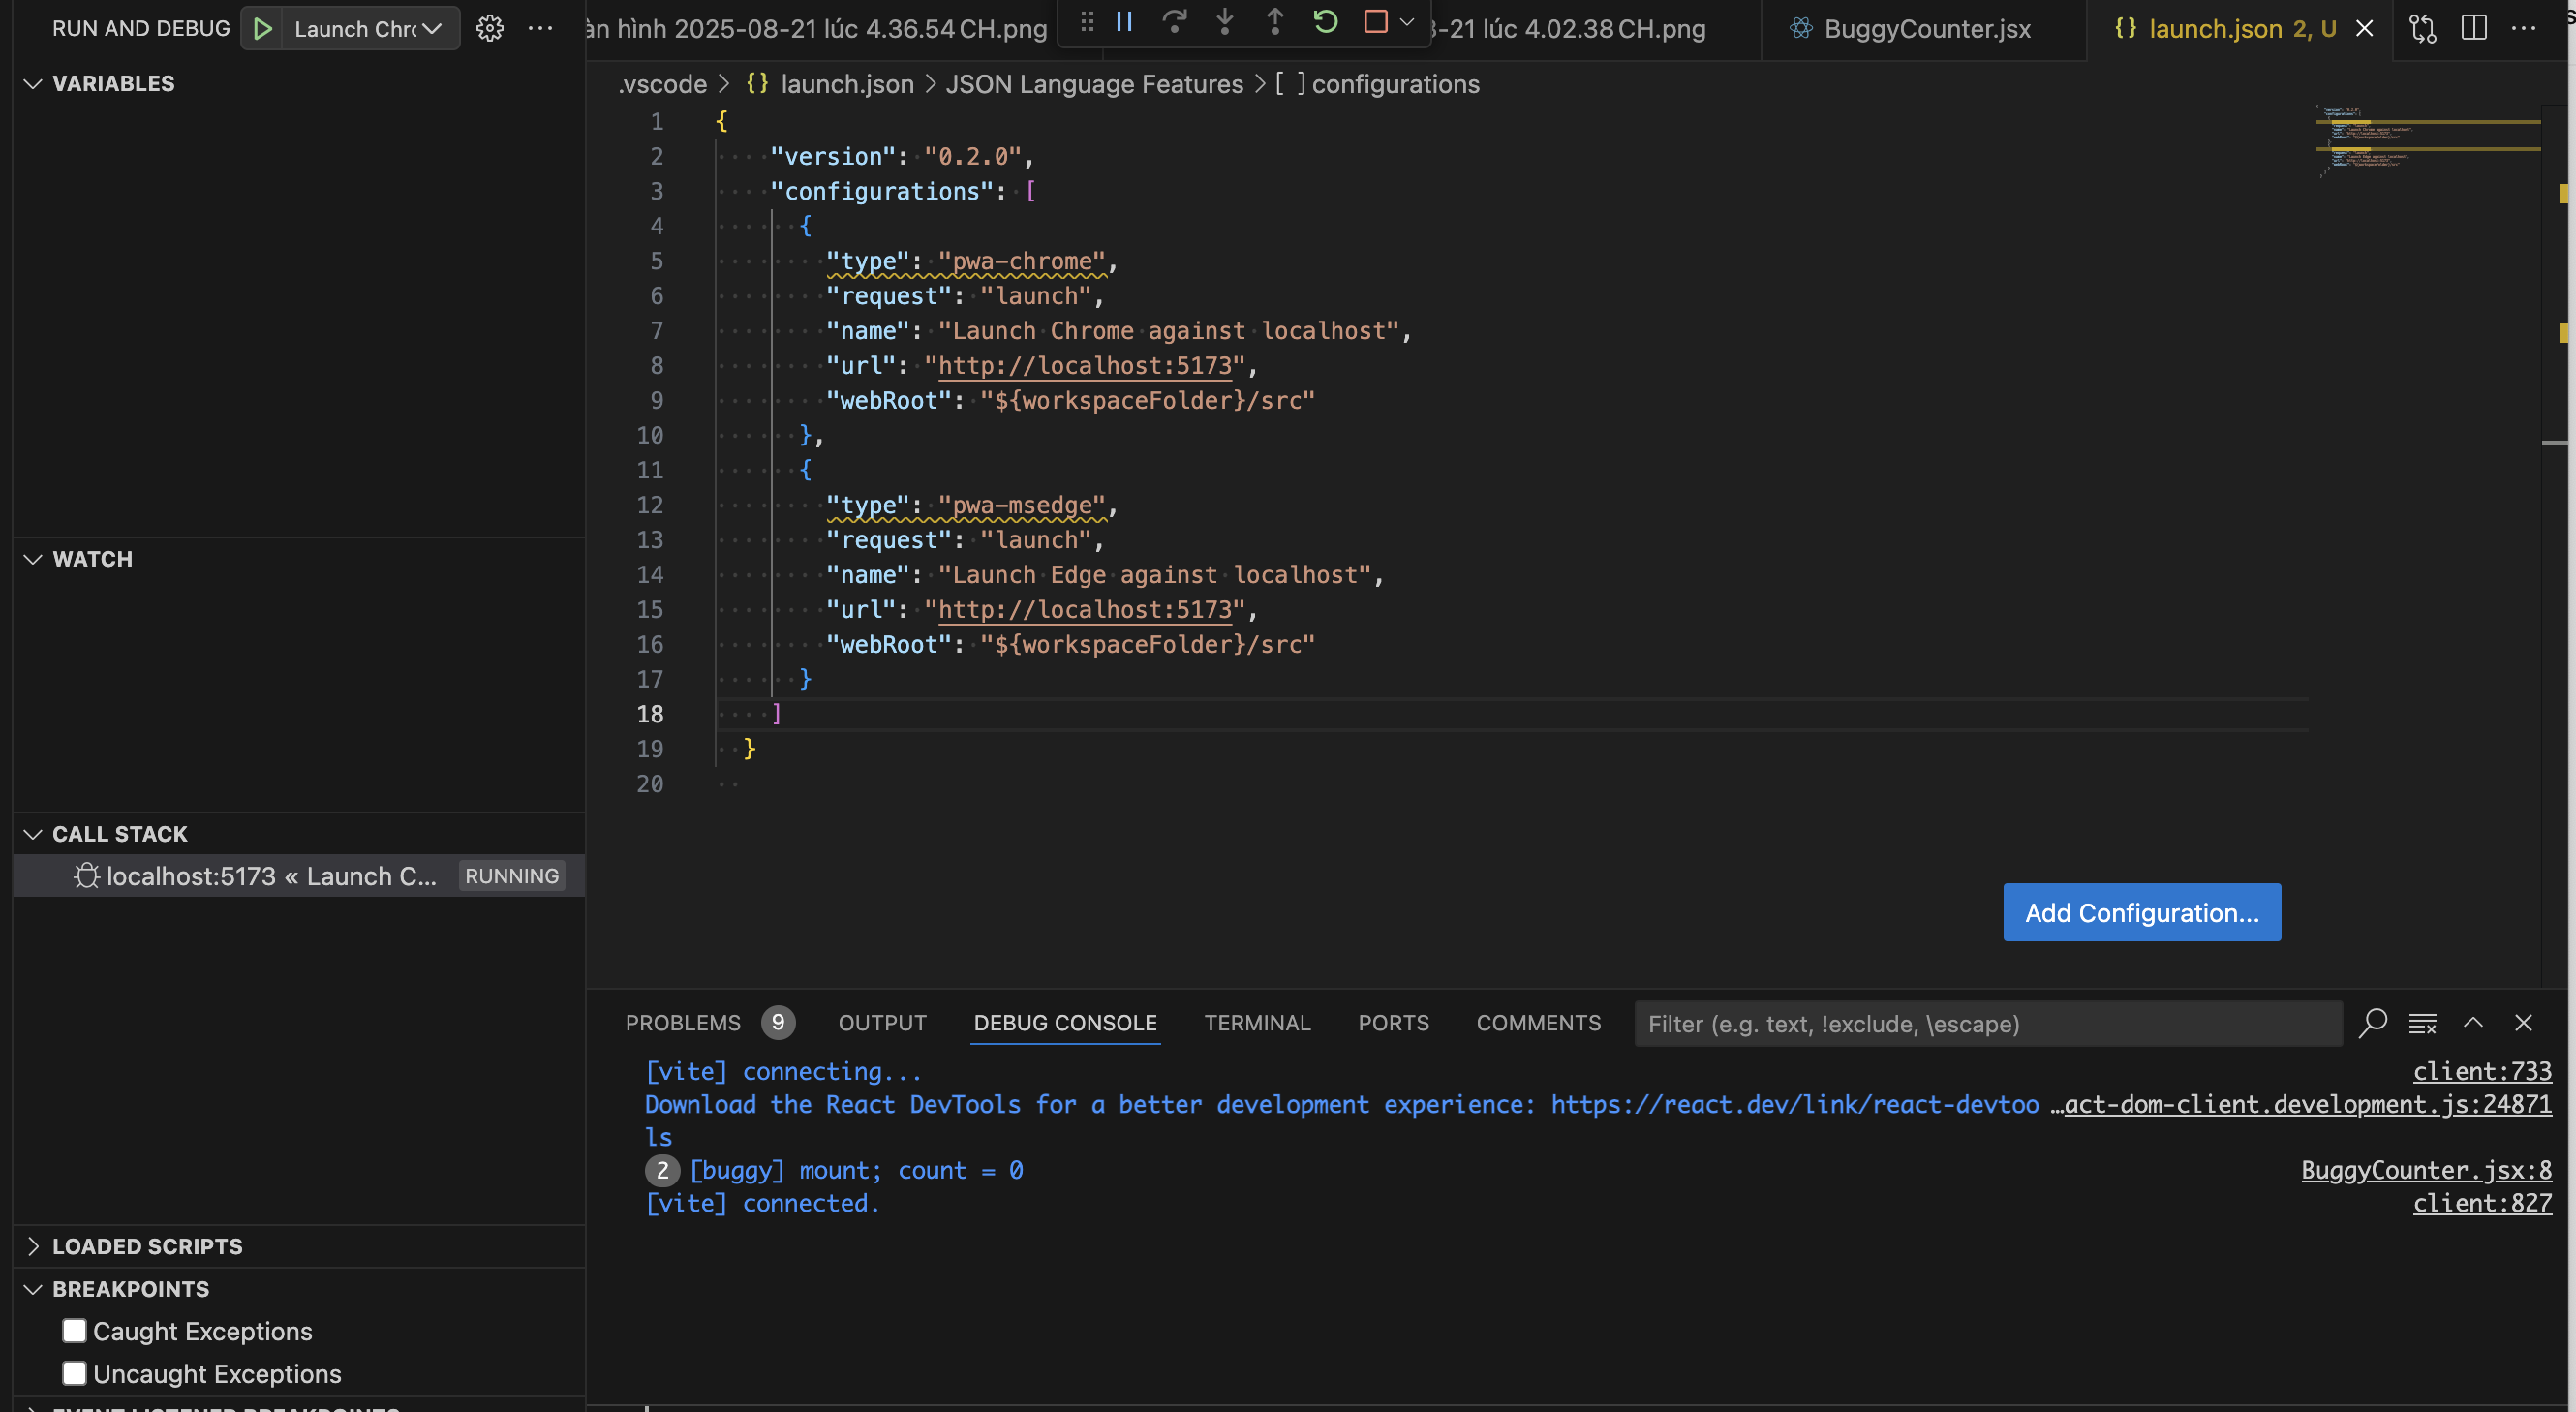 RUN AND DEBUG
Launch Chr
àn hình 2025-08-21 lúc 4.36.54 CH.png
-21 lúc 4.02.38 CH.png
BuggyCounter.jsx
{} launch.json 2, U
VARIABLES
.vscode > {} launch.json > JSON Language Features > [ ] configurations
1 {
2 "version": "0.2.0",
3 "configurations": [
4 {
5 "type": "pwa-chrome",
6 "request": "launch",
7 "name": "Launch Chrome against localhost",
8 "url": "http://localhost:5173",
9 "webRoot": "${workspaceFolder}/src"
10 },
11 {
12 "type": "pwa-msedge",
13 "request": "launch",
14 "name": "Launch Edge against localhost",
15 "url": "http://localhost:5173",
16 "webRoot": "${workspaceFolder}/src"
17 }
18 ]
19 }
20
WATCH
CALL STACK
localhost:5173 « Launch C... RUNNING
Add Configuration...
LOADED SCRIPTS
BREAKPOINTS
Caught Exceptions
Uncaught Exceptions
EVENT LISTENER BREAKPOINTS
PROBLEMS 9 OUTPUT DEBUG CONSOLE TERMINAL PORTS COMMENTS
Filter (e.g. text, !exclude, \escape)
[vite] connecting... client:733
Download the React DevTools for a better development experience: https://react.dev/link/react-devtoo …act-dom-client.development.js:24871
ls
2 [buggy] mount; count = 0 BuggyCounter.jsx:8
[vite] connected. client:827